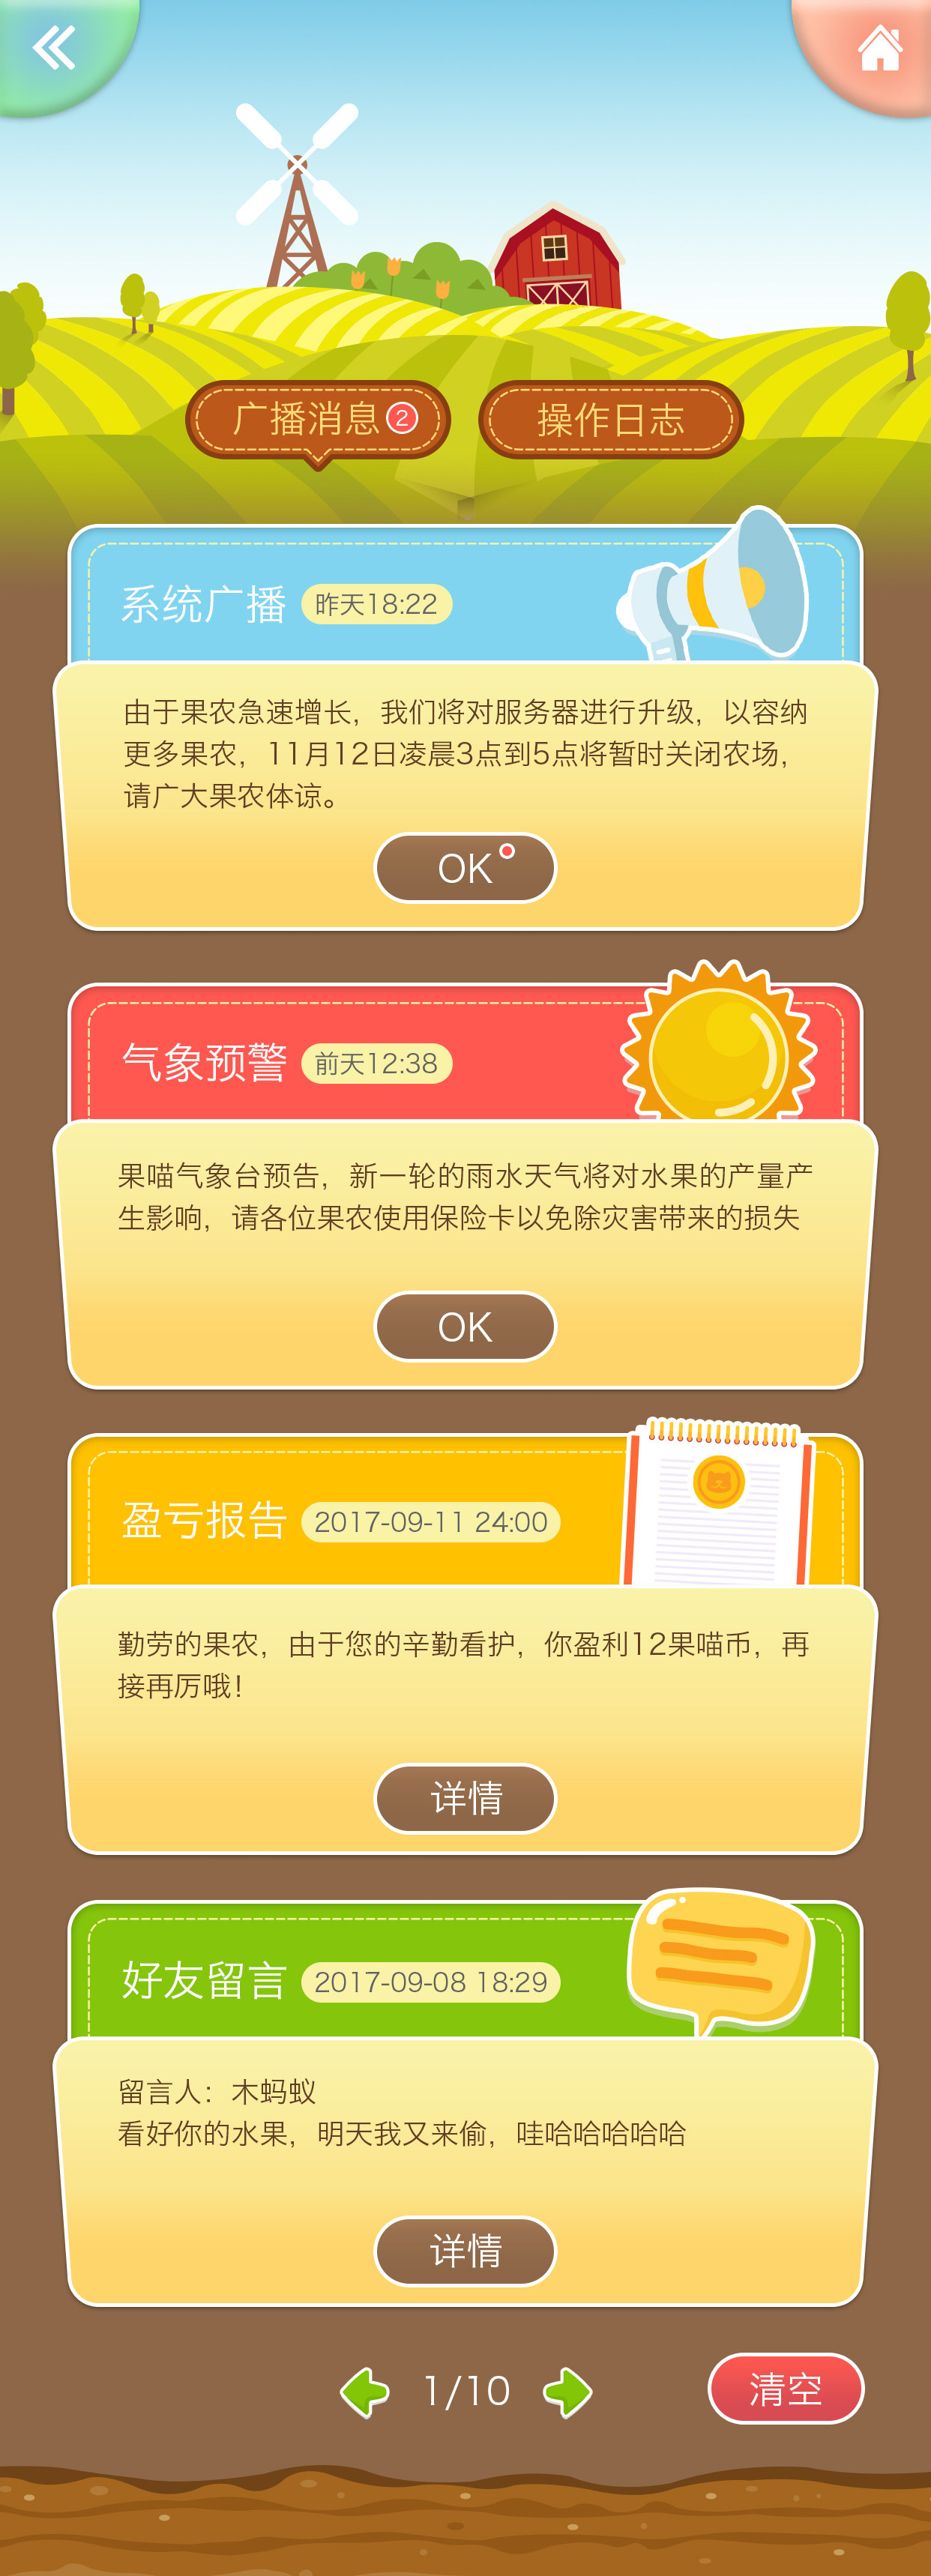 广播消息 2
操作日志
系统广播 昨天18:22
由于果农急速增长，我们将对服务器进行升级，以容纳
更多果农，11月12日凌晨3点到5点将暂时关闭农场，
请广大果农体谅。
OK
气象预警 前天12:38
果喵气象台预告，新一轮的雨水天气将对水果的产量产
生影响，请各位果农使用保险卡以免除灾害带来的损失
OK
盈亏报告 2017-09-11 24:00
勤劳的果农，由于您的辛勤看护，你盈利12果喵币，再
接再厉哦！
详情
好友留言 2017-09-08 18:29
留言人：木蚂蚁
看好你的水果，明天我又来偷，哇哈哈哈哈哈
详情
1/10
清空